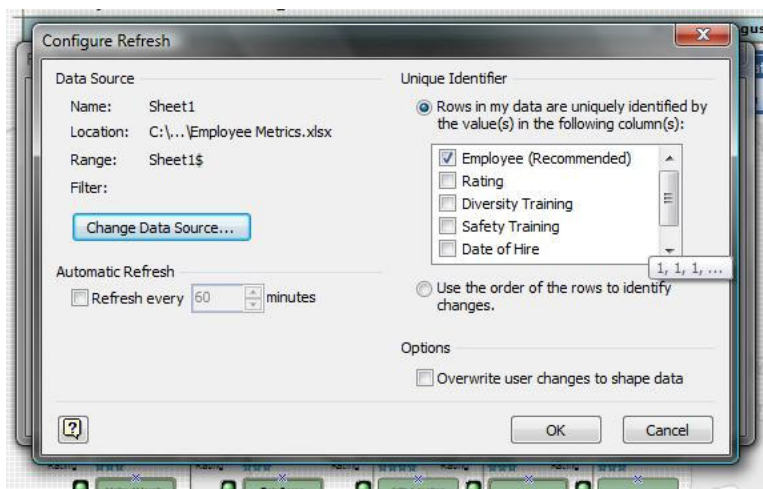 Configure Refresh
Data Source
Name: Sheet1
Location: C:\...\Employee Metrics.xlsx
Range: Sheet1$
Filter:
Change Data Source...
Automatic Refresh
Refresh every 60 minutes
Unique Identifier
Rows in my data are uniquely identified by
the value(s) in the following column(s):
Employee (Recommended)
Rating
Diversity Training
Safety Training
Date of Hire
1, 1, 1, ...
Use the order of the rows to identify
changes.
Options
Overwrite user changes to shape data
OK
Cancel